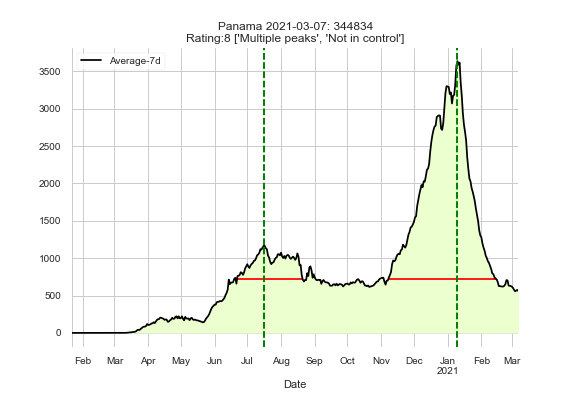 Panama 2021-03-07: 344834
Rating:8 ['Multiple peaks', 'Not in control']
Average-7d
3500
3000
2500
2000
1500
1000
500
0
Feb Mar Apr May Jun Jul Aug Sep Oct Nov Dec Jan Feb Mar
2021
Date